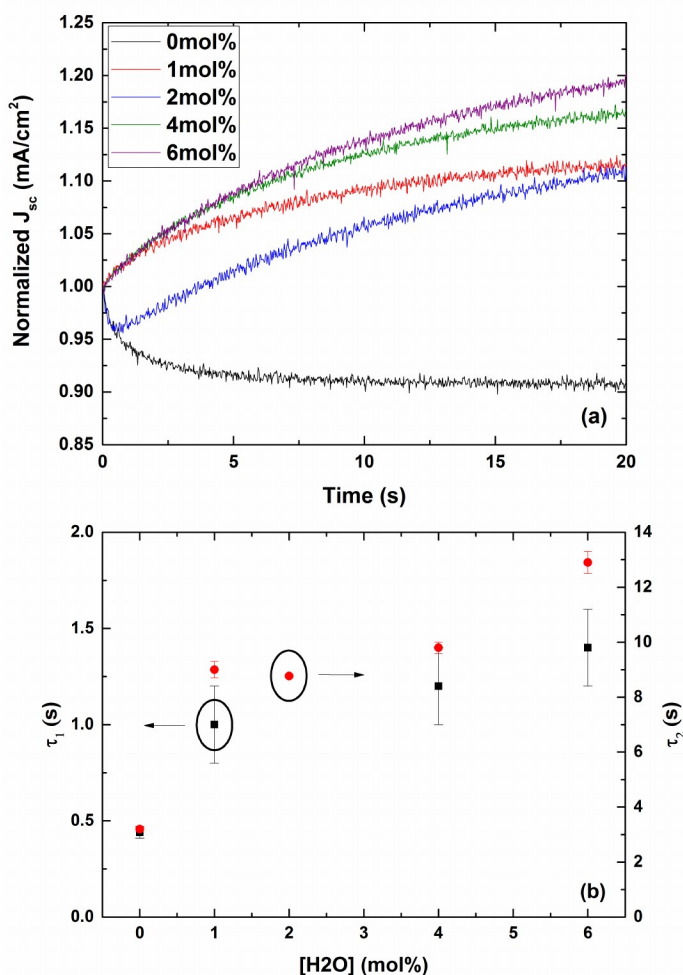 1.25
1.20
1.15
1.10
1.05
1.00
0.95
0.90
0.85
Normalized Jsc (mA/cm²)
0mol%
1mol%
2mol%
4mol%
6mol%
(a)
0 5 10 15 20
Time (s)
2.0
1.5
1.0
0.5
0.0
τ₁ (s)
14
12
10
8
6
4
2
0
τ₂ (s)
(b)
0 1 2 3 4 5 6
[H2O] (mol%)